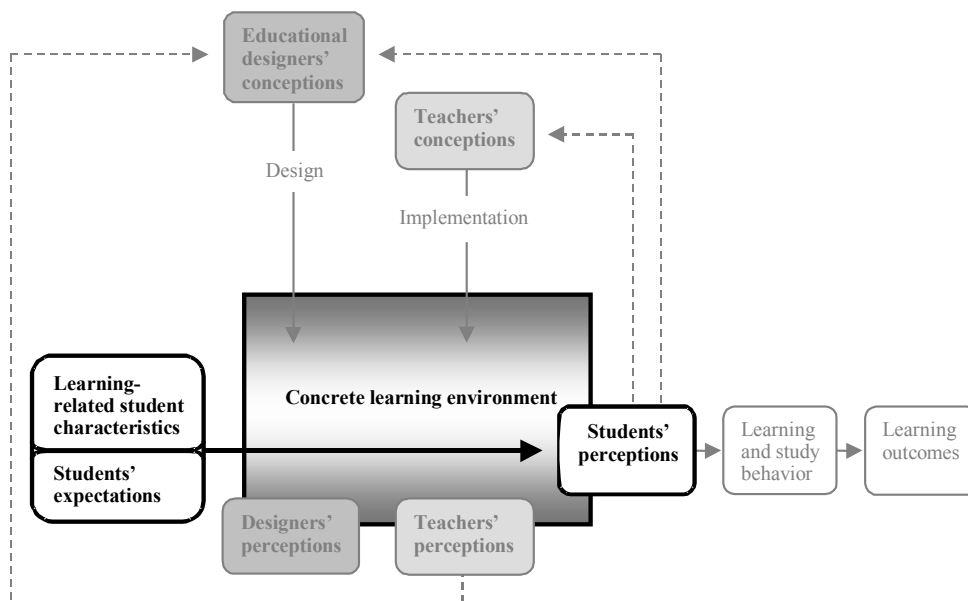 Educational
designers’
conceptions
Teachers’
conceptions
Design
Implementation
Learning-
related student
characteristics
Students’
expectations
Concrete learning environment
Students’
perceptions
Learning
and study
behavior
Learning
outcomes
Designers’
perceptions
Teachers’
perceptions